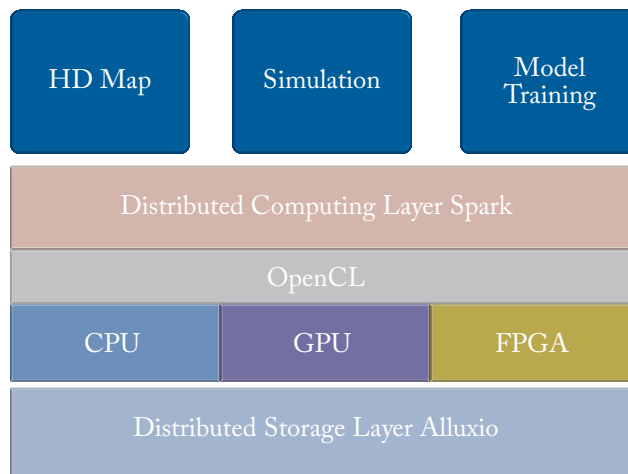 HD Map
Simulation
Model
Training
Distributed Computing Layer Spark
OpenCL
CPU
GPU
FPGA
Distributed Storage Layer Alluxio